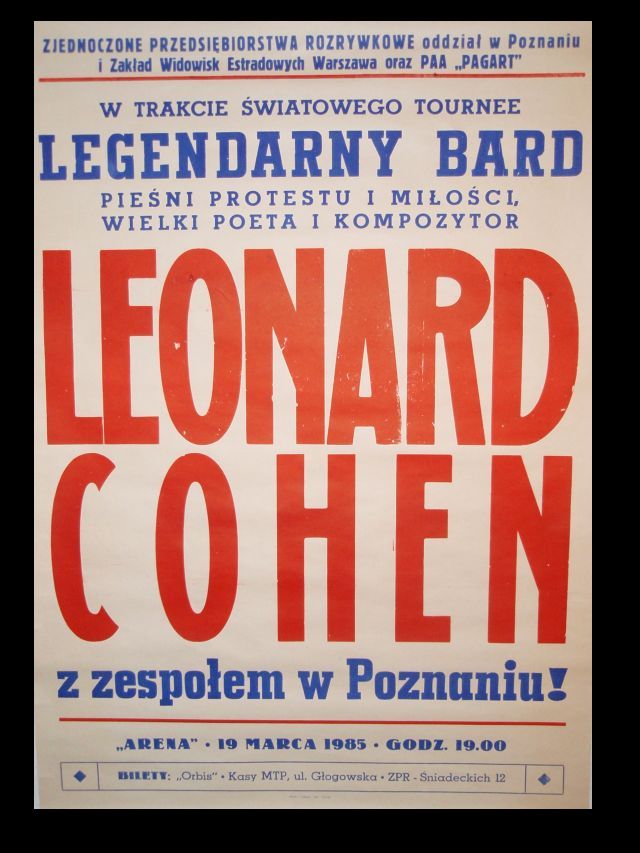 ZJEDNOCZONE PRZEDSIĘBIORSTWA ROZRYWKOWE oddział w Poznaniu
i Zakład Widowisk Estradowych Warszawa oraz PAA „PAGART"
W TRAKCIE ŚWIATOWEGO TOURNEE
LEGENDARNY BARD
PIEŚNI PROTESTU I MIŁOŚCI,
WIELKI POETA I KOMPOZYTOR
LEONARD
COHEN
z zespołem w Poznaniu!
„ARENA" • 19 MARCA 1985 • GODZ. 19.00
BILETY: „Orbis" • Kasy MTP, ul. Głogowska • ZPR - Śniadeckich 12